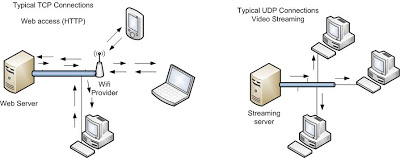 Typical TCP Connections
Web access (HTTP)
Web Server
Wifi
Provider
Typical UDP Connections
Video Streaming
Streaming
server